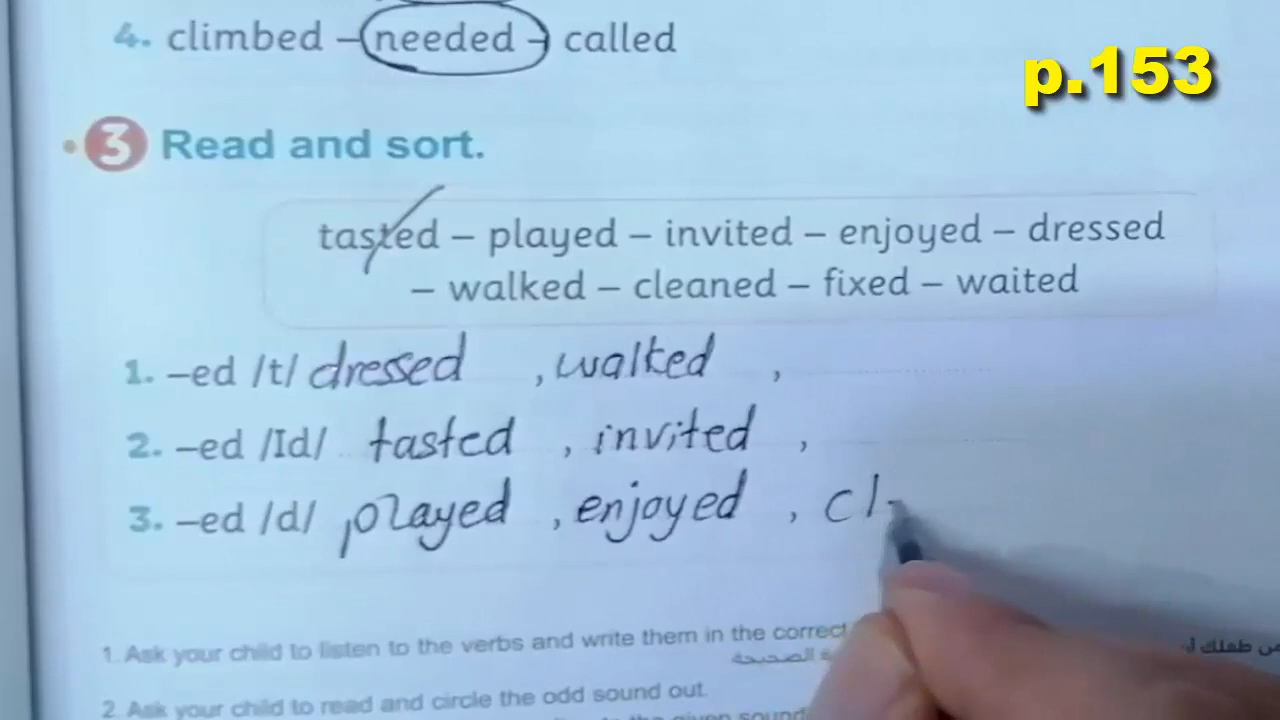 4. climbed – needed – called
p.153
3 Read and sort.
tasted – played – invited – enjoyed – dressed
– walked – cleaned – fixed – waited
1. –ed /t/ dressed , walked ,
2. –ed /Id/ tasted , invited ,
3. –ed /d/ played , enjoyed , cl
1. Ask your child to listen to the verbs and write them in the correct
الصحيحة
2. Ask your child to read and circle the odd sound out.